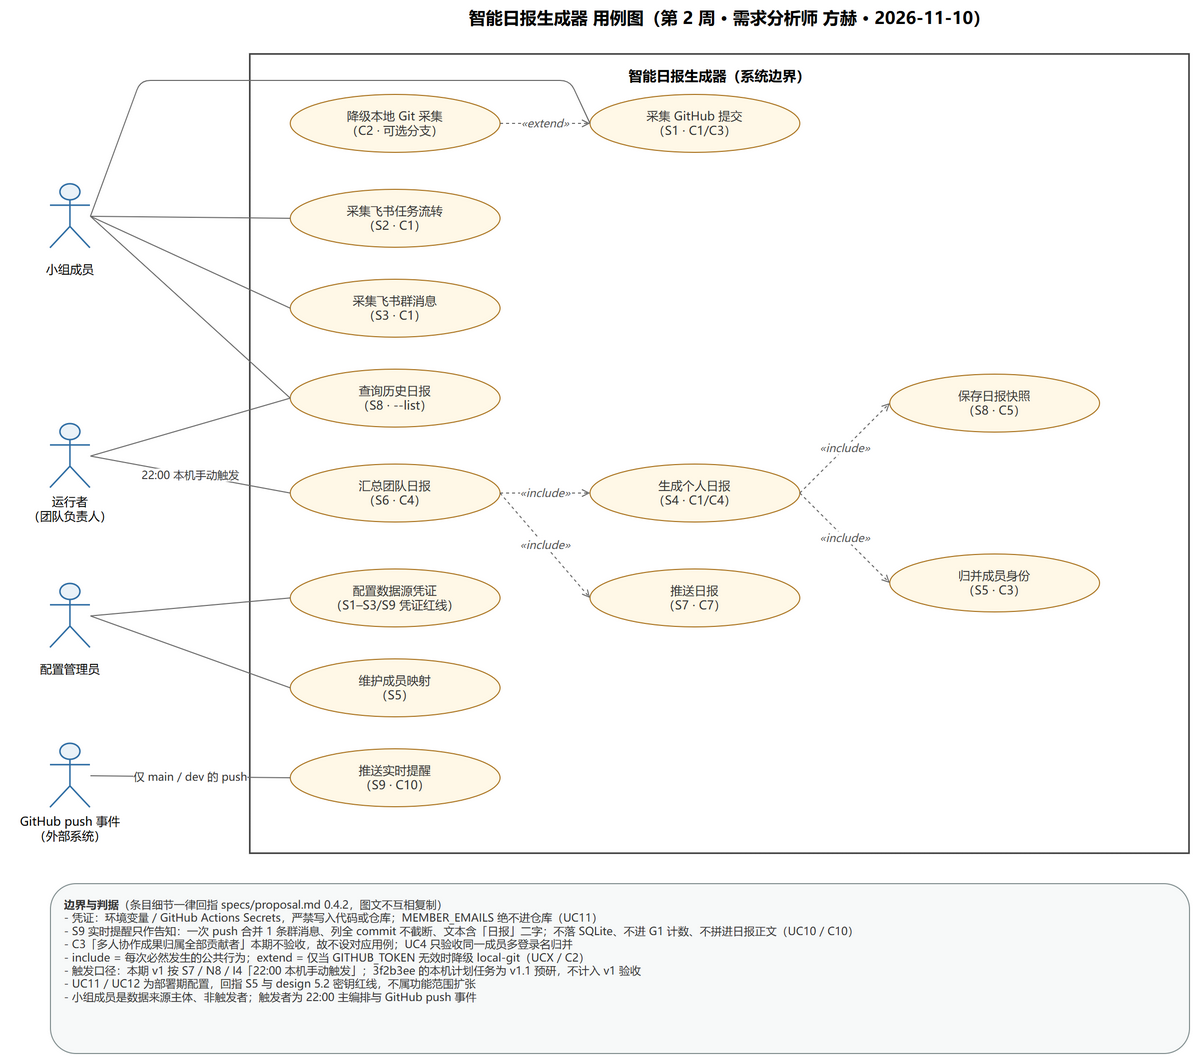 智能日报生成器 用例图（第 2 周 • 需求分析师 方赫 • 2026-11-10）
智能日报生成器（系统边界）
降级本地 Git 采集
（C2 · 可选分支）
«extend»
采集 GitHub 提交
（S1 · C1/C3）
采集飞书任务流转
（S2 · C1）
小组成员
采集飞书群消息
（S3 · C1）
查询历史日报
（S8 · --list）
保存日报快照
（S8 · C5）
«include»
运行者
（团队负责人）
22:00 本机手动触发
汇总团队日报
（S6 · C4）
«include»
生成个人日报
（S4 · C1/C4）
«include»
«include»
归并成员身份
（S5 · C3）
配置数据源凭证
（S1–S3/S9 凭证红线）
推送日报
（S7 · C7）
配置管理员
维护成员映射
（S5）
仅 main / dev 的 push
推送实时提醒
（S9 · C10）
GitHub push 事件
（外部系统）
边界与判据（条目细节一律回指 specs/proposal.md 0.4.2，图文不互相复制）
- 凭证：环境变量 / GitHub Actions Secrets，严禁写入代码或仓库；MEMBER_EMAILS 绝不进仓库（UC11）
- S9 实时提醒只作告知：一次 push 合并 1 条群消息、列全 commit 不截断、文本含「日报」二字；不落 SQLite、不进 G1 计数、不拼进日报正文（UC10 / C10）
- C3「多人协作成果归属全部贡献者」本期不验收，故不设对应用例；UC4 只验收同一成员多登录名归并
- include = 每次必然发生的公共行为；extend = 仅当 GITHUB_TOKEN 无效时降级 local-git（UCX / C2）
- 触发口径：本期 v1 按 S7 / N8 / I4「22:00 本机手动触发」；3f2b3ee 的本机计划任务为 v1.1 预研，不计入 v1 验收
- UC11 / UC12 为部署期配置，回指 S5 与 design 5.2 密钥红线，不属功能范围扩张
- 小组成员是数据来源主体、非触发者；触发者为 22:00 主编排与 GitHub push 事件